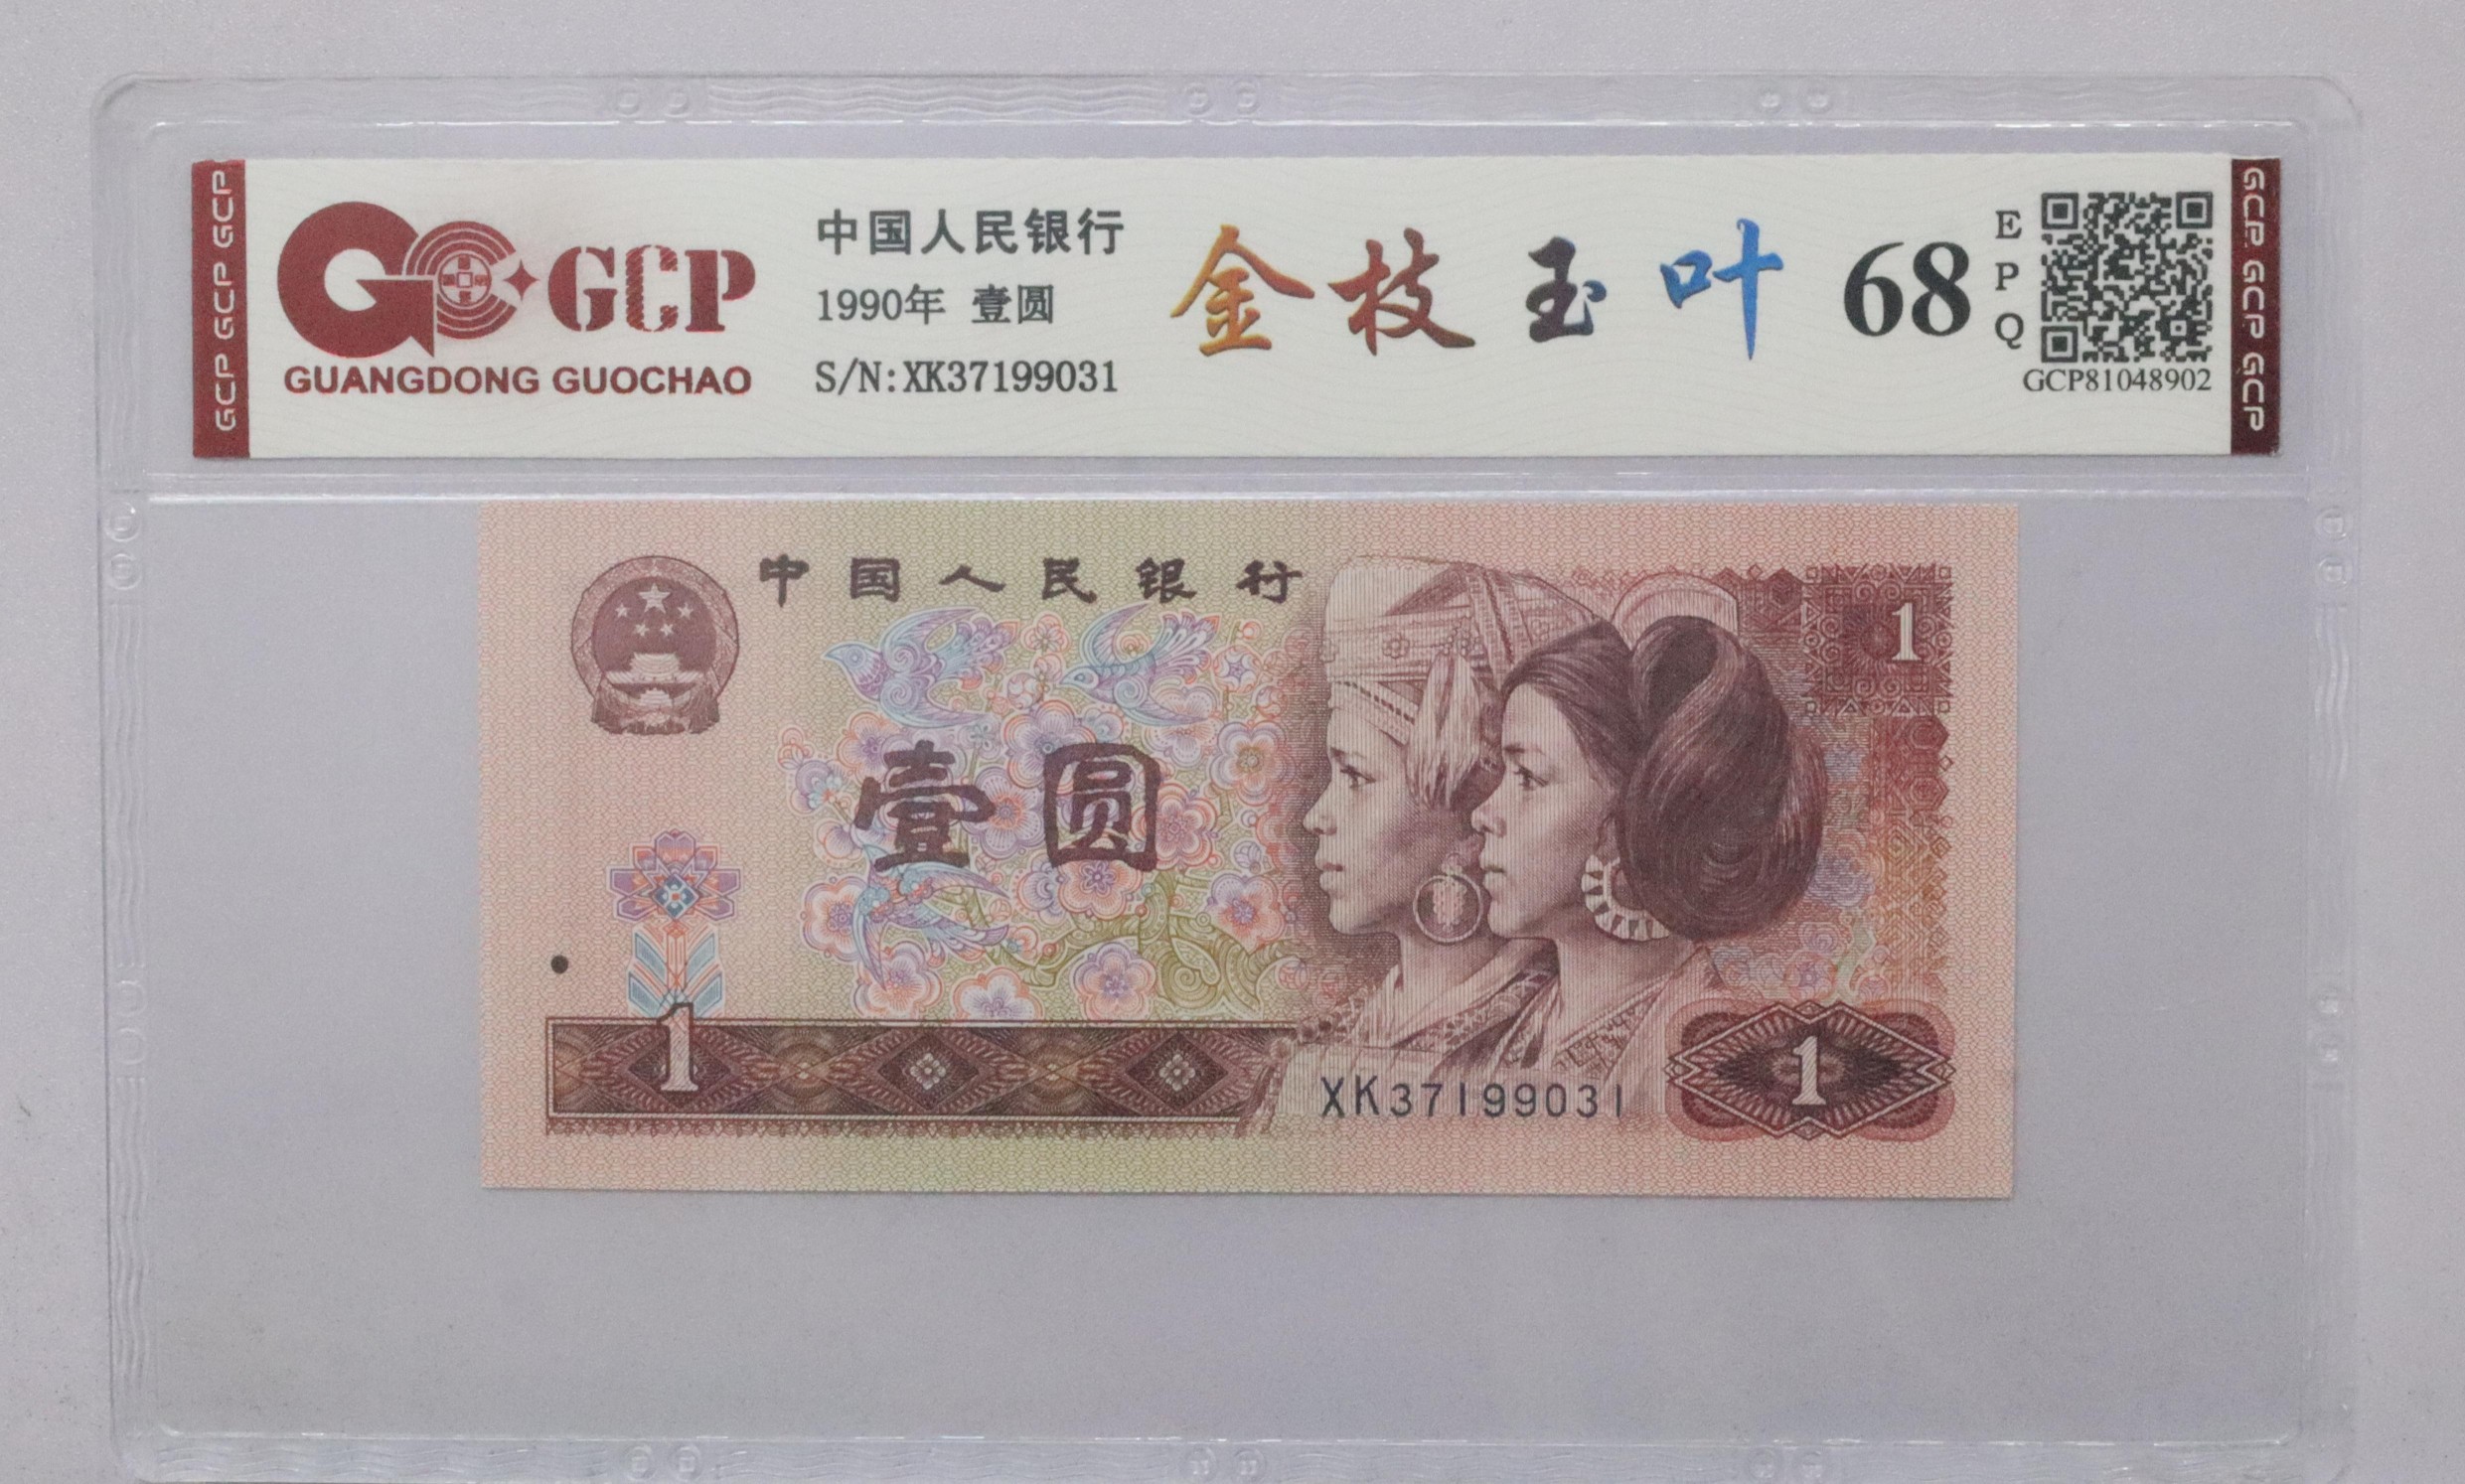 GCP GCP GCP
GCP
GUANGDONG GUOCHAO
中国人民银行
1990年 壹圆
S/N:XK37199031
金枝玉叶
68
E
P
Q
GCP81048902
GCP GCP GCP
中国人民银行
1
壹圆
1
XK37199031
1